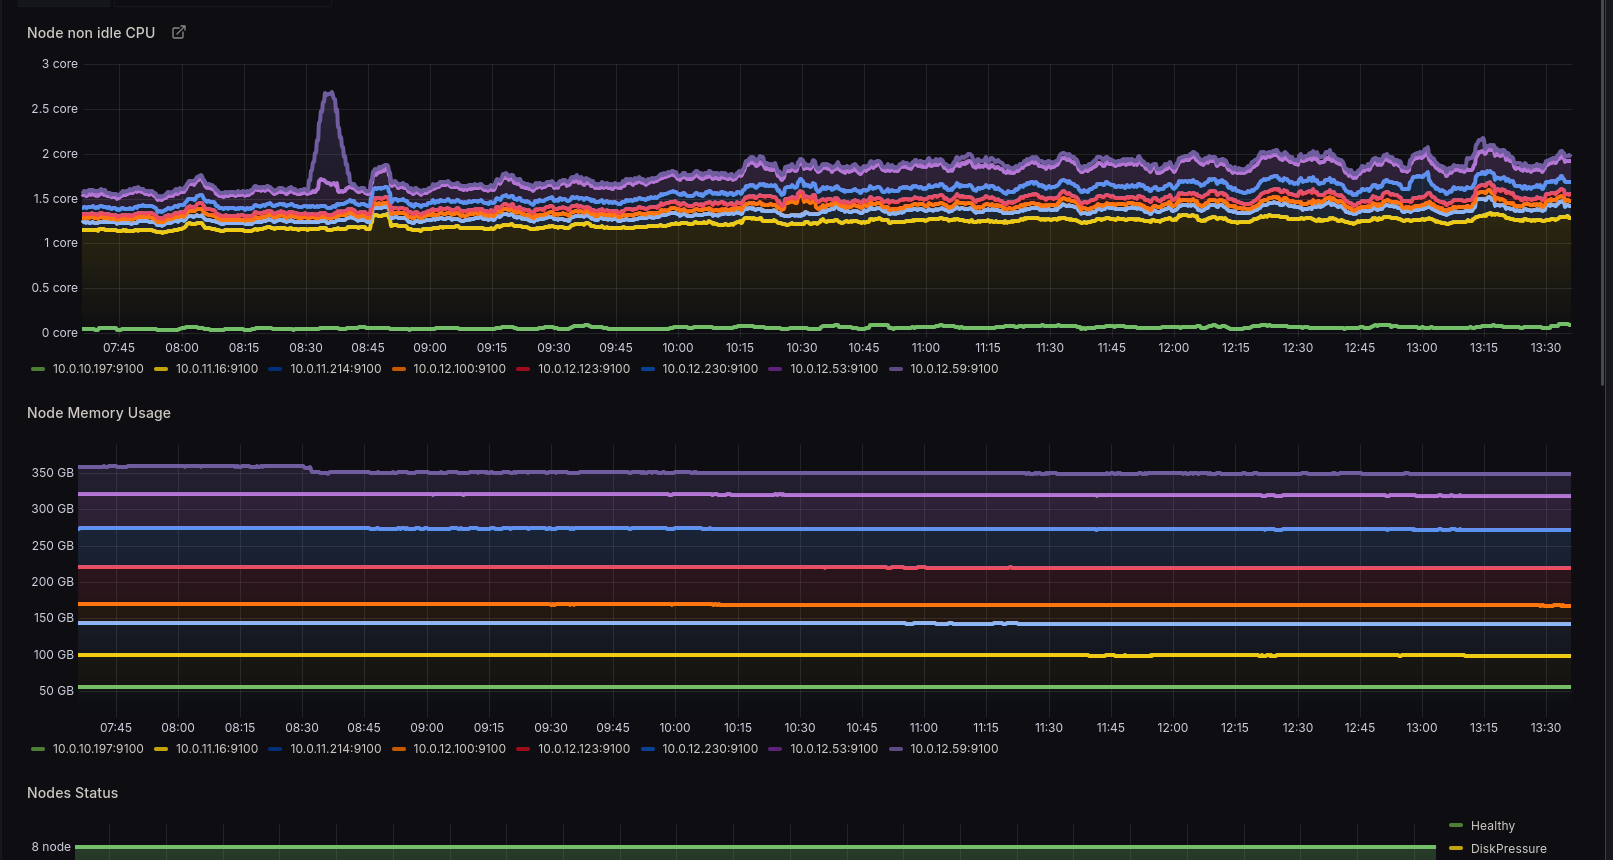 Node non idle CPU
3 core
2.5 core
2 core
1.5 core
1 core
0.5 core
0 core
07:45 08:00 08:15 08:30 08:45 09:00 09:15 09:30 09:45 10:00 10:15 10:30 10:45 11:00 11:15 11:30 11:45 12:00 12:15 12:30 12:45 13:00 13:15 13:30
10.0.10.197:9100 10.0.11.16:9100 10.0.11.214:9100 10.0.12.100:9100 10.0.12.123:9100 10.0.12.230:9100 10.0.12.53:9100 10.0.12.59:9100
Node Memory Usage
350 GB
300 GB
250 GB
200 GB
150 GB
100 GB
50 GB
07:45 08:00 08:15 08:30 08:45 09:00 09:15 09:30 09:45 10:00 10:15 10:30 10:45 11:00 11:15 11:30 11:45 12:00 12:15 12:30 12:45 13:00 13:15 13:30
10.0.10.197:9100 10.0.11.16:9100 10.0.11.214:9100 10.0.12.100:9100 10.0.12.123:9100 10.0.12.230:9100 10.0.12.53:9100 10.0.12.59:9100
Nodes Status
Healthy
8 node
DiskPressure